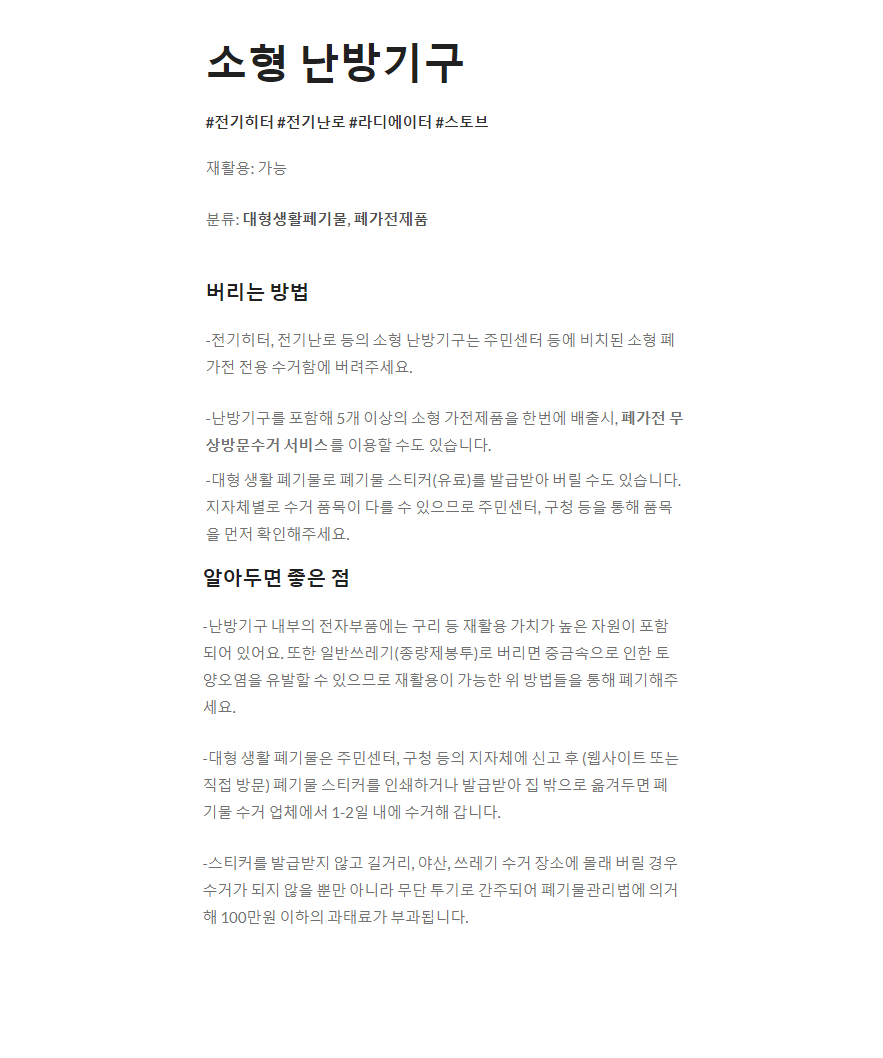 소형 난방기구
#전기히터 #전기난로 #라디에이터 #스토브
재활용: 가능
분류: 대형생활폐기물, 폐가전제품
버리는 방법
-전기히터, 전기난로 등의 소형 난방기구는 주민센터 등에 비치된 소형 폐
가전 전용 수거함에 버려주세요.
-난방기구를 포함해 5개 이상의 소형 가전제품을 한번에 배출시, 폐가전 무
상방문수거 서비스를 이용할 수도 있습니다.
-대형 생활 폐기물로 폐기물 스티커(유료)를 발급받아 버릴 수도 있습니다.
지자체별로 수거 품목이 다를 수 있으므로 주민센터, 구청 등을 통해 품목
을 먼저 확인해주세요.
알아두면 좋은 점
-난방기구 내부의 전자부품에는 구리 등 재활용 가치가 높은 자원이 포함
되어 있어요. 또한 일반쓰레기(종량제봉투)로 버리면 중금속으로 인한 토
양오염을 유발할 수 있으므로 재활용이 가능한 위 방법들을 통해 폐기해주
세요.
-대형 생활 폐기물은 주민센터, 구청 등의 지자체에 신고 후 (웹사이트 또는
직접 방문) 폐기물 스티커를 인쇄하거나 발급받아 집 밖으로 옮겨두면 폐
기물 수거 업체에서 1-2일 내에 수거해 갑니다.
-스티커를 발급받지 않고 길거리, 야산, 쓰레기 수거 장소에 몰래 버릴 경우
수거가 되지 않을 뿐만 아니라 무단 투기로 간주되어 폐기물관리법에 의거
해 100만원 이하의 과태료가 부과됩니다.